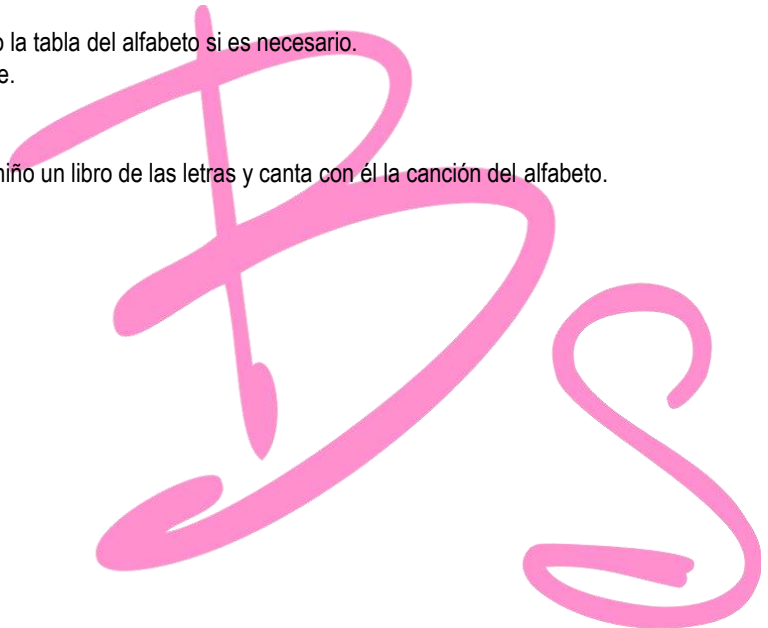 o la tabla del alfabeto si es necesario.
e.
niño un libro de las letras y canta con él la canción del alfabeto.
B
s